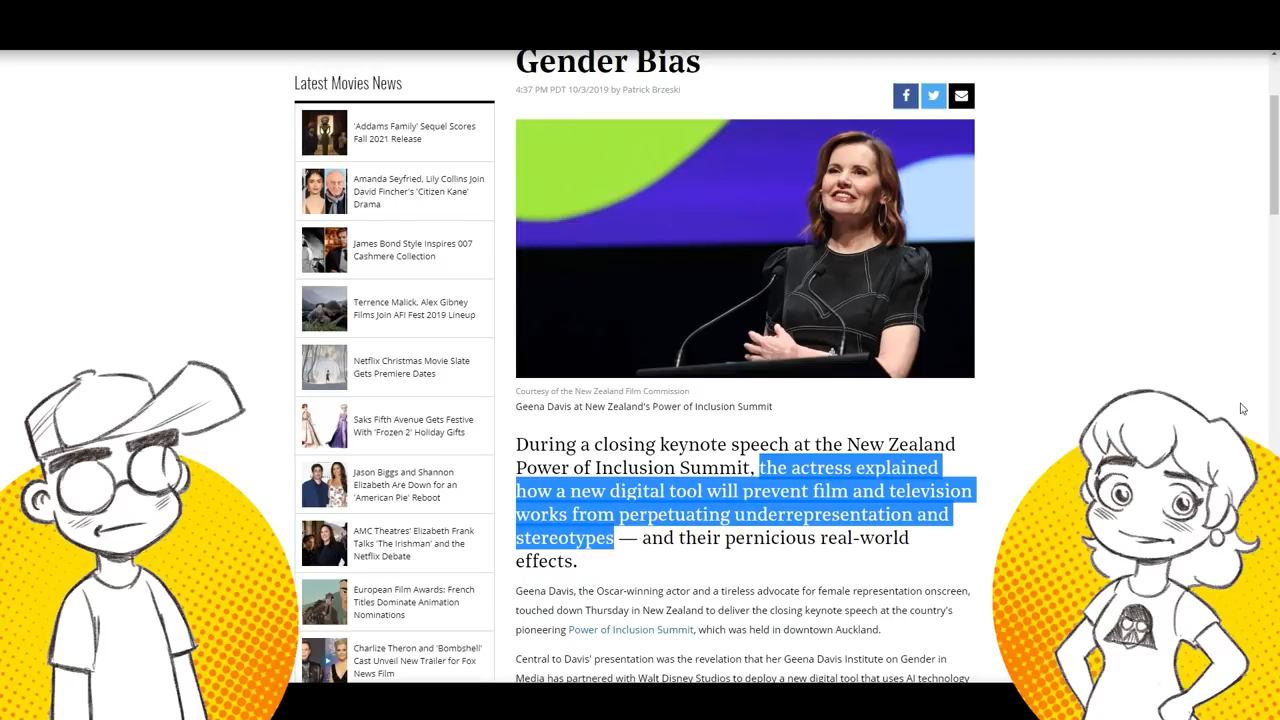 Gender Bias
4:37 PM PDT 10/3/2019 by Patrick Brzeski
Latest Movies News
'Addams Family' Sequel Scores
Fall 2021 Release
Amanda Seyfried, Lily Collins Join
David Fincher's 'Citizen Kane'
Drama
James Bond Style Inspires 007
Cashmere Collection
Terrence Malick, Alex Gibney
Films Join AFI Fest 2019 Lineup
Netflix Christmas Movie Slate
Gets Premiere Dates
Saks Fifth Avenue Gets Festive
With 'Frozen 2' Holiday Gifts
Jason Biggs and Shannon
Elizabeth Are Down for an
'American Pie' Reboot
AMC Theatres' Elizabeth Frank
Talks 'The Irishman' and the
Netflix Debate
European Film Awards: French
Titles Dominate Animation
Nominations
Charlize Theron and 'Bombshell'
Cast Unveil New Trailer for Fox
News Film
Courtesy of the New Zealand Film Commission
Geena Davis at New Zealand's Power of Inclusion Summit
During a closing keynote speech at the New Zealand
Power of Inclusion Summit, the actress explained
how a new digital tool will prevent film and television
works from perpetuating underrepresentation and
stereotypes — and their pernicious real-world
effects.
Geena Davis, the Oscar-winning actor and a tireless advocate for female representation onscreen,
touched down Thursday in New Zealand to deliver the closing keynote speech at the country's
pioneering Power of Inclusion Summit, which was held in downtown Auckland.
Central to Davis' presentation was the revelation that her Geena Davis Institute on Gender in
Media has partnered with Walt Disney Studios to deploy a new digital tool that uses AI technology